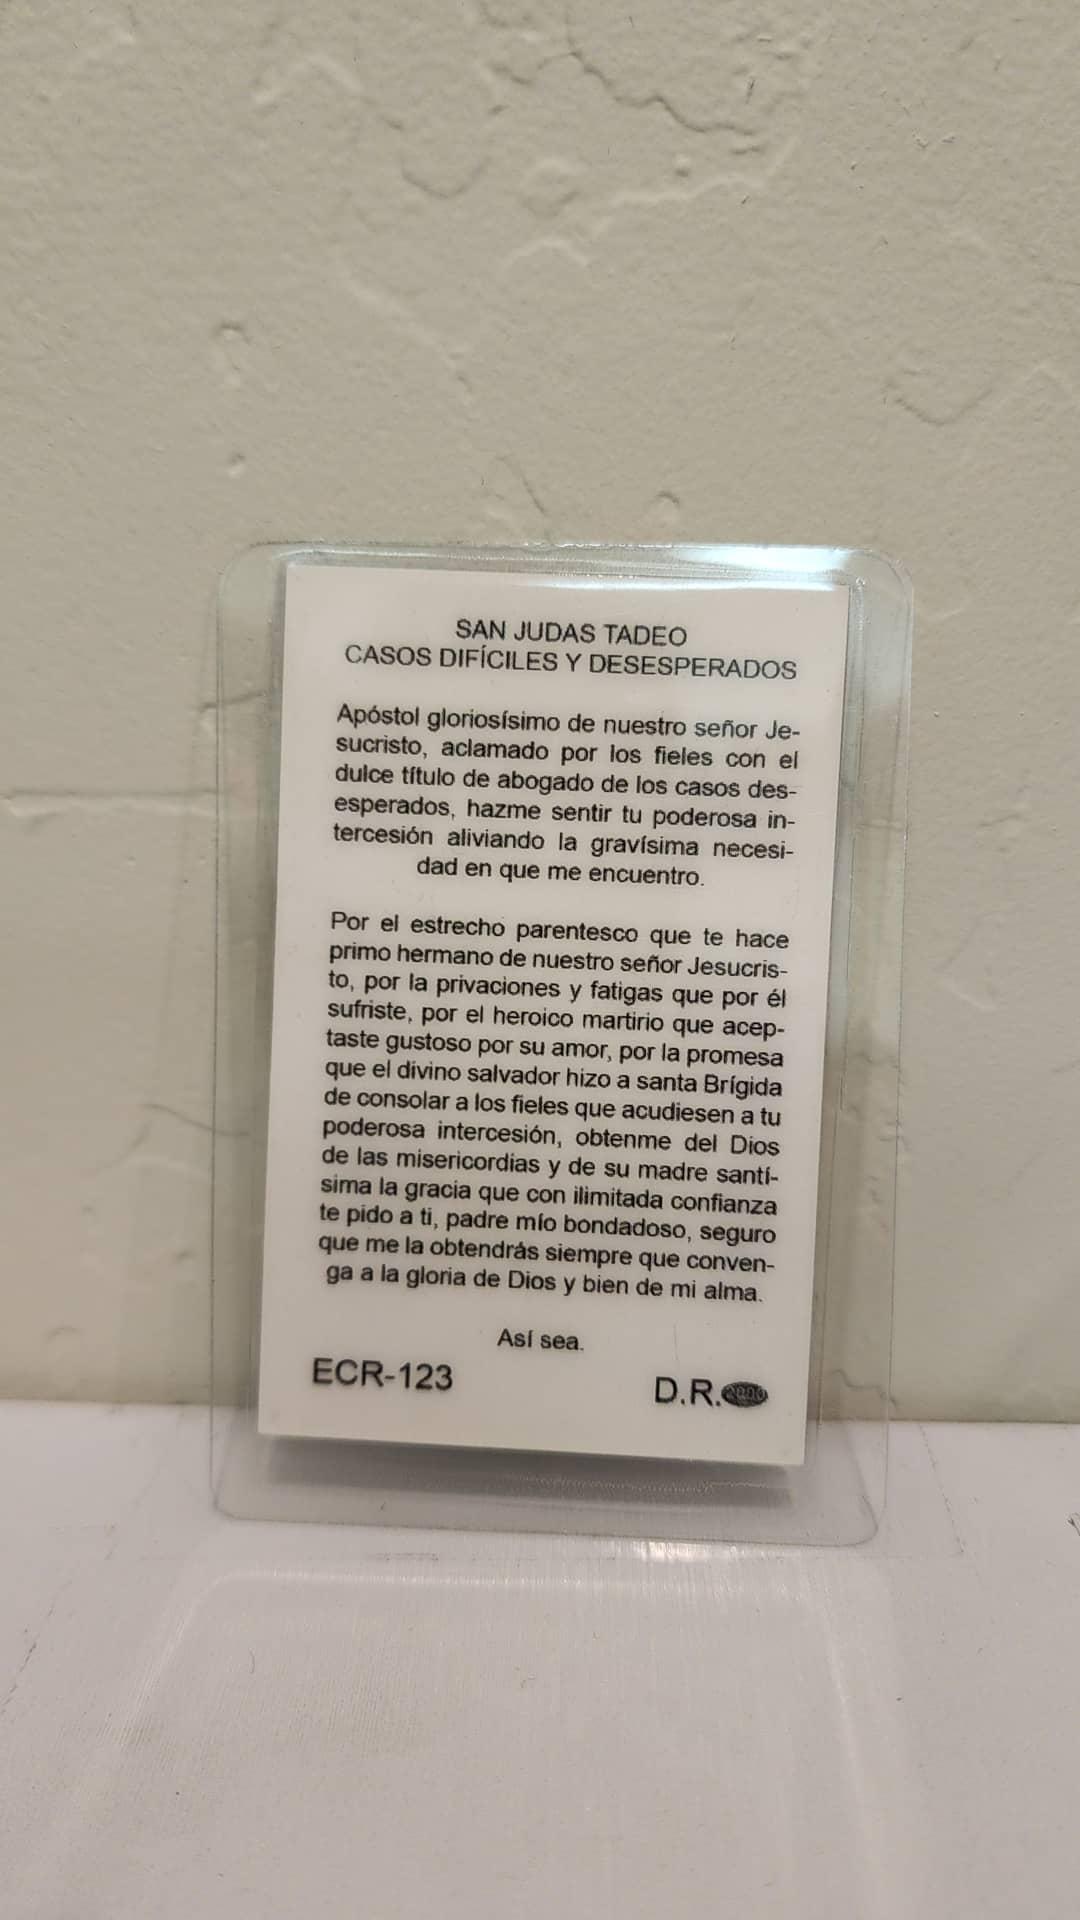 SAN JUDAS TADEO
CASOS DIFÍCILES Y DESESPERADOS
Apóstol gloriosísimo de nuestro señor Je-
sucristo, aclamado por los fieles con el
dulce título de abogado de los casos des-
esperados, hazme sentir tu poderosa in-
tercesión aliviando la gravísima necesi-
dad en que me encuentro.
Por el estrecho parentesco que te hace
primo hermano de nuestro señor Jesucris-
to, por la privaciones y fatigas que por él
sufriste, por el heroico martirio que acep-
taste gustoso por su amor, por la promesa
que el divino salvador hizo a santa Brígida
de consolar a los fieles que acudiesen a tu
poderosa intercesión, obtenme del Dios
de las misericordias y de su madre santí-
sima la gracia que con ilimitada confianza
te pido a ti, padre mío bondadoso, seguro
que me la obtendrás siempre que conven-
ga a la gloria de Dios y bien de mi alma.
Así sea.
ECR-123
D.R.